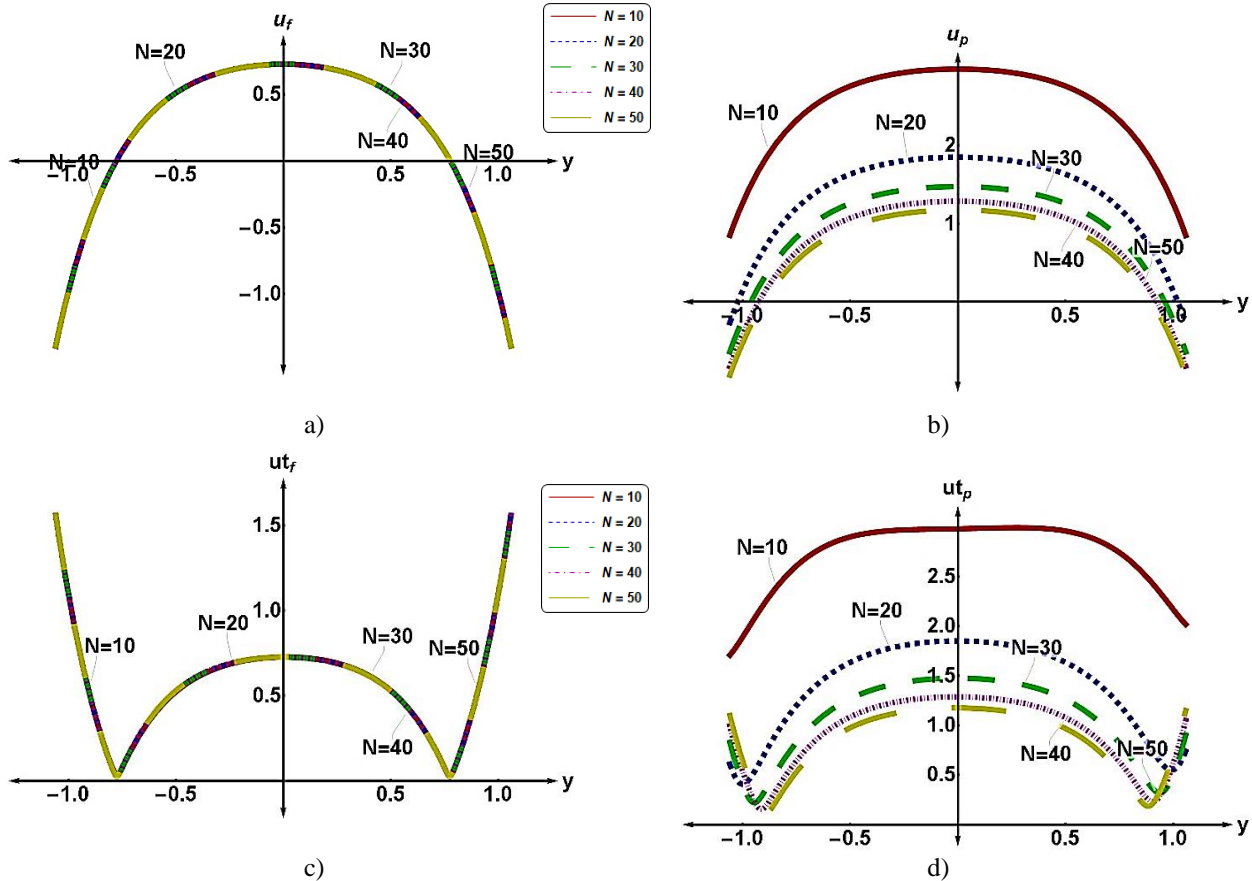 u_f
N=20
N=30
0.5
N=40
N=50
y
N=10
−1.0
−0.5
0.5
1.0
−0.5
−1.0
N = 10
N = 20
N = 30
N = 40
N = 50
a)
u_p
N=10
N=20
2
N=30
1
N=50
N=40
y
−1.0
−0.5
0.5
1.0
b)
ut_f
1.5
1.0
N=20
N=30
N=10
N=50
0.5
N=40
y
−1.0
−0.5
0.5
1.0
N = 10
N = 20
N = 30
N = 40
N = 50
c)
ut_p
N=10
2.5
N=20
2.0
N=30
1.5
1.0
N=40
N=50
0.5
y
−1.0
−0.5
0.5
1.0
d)